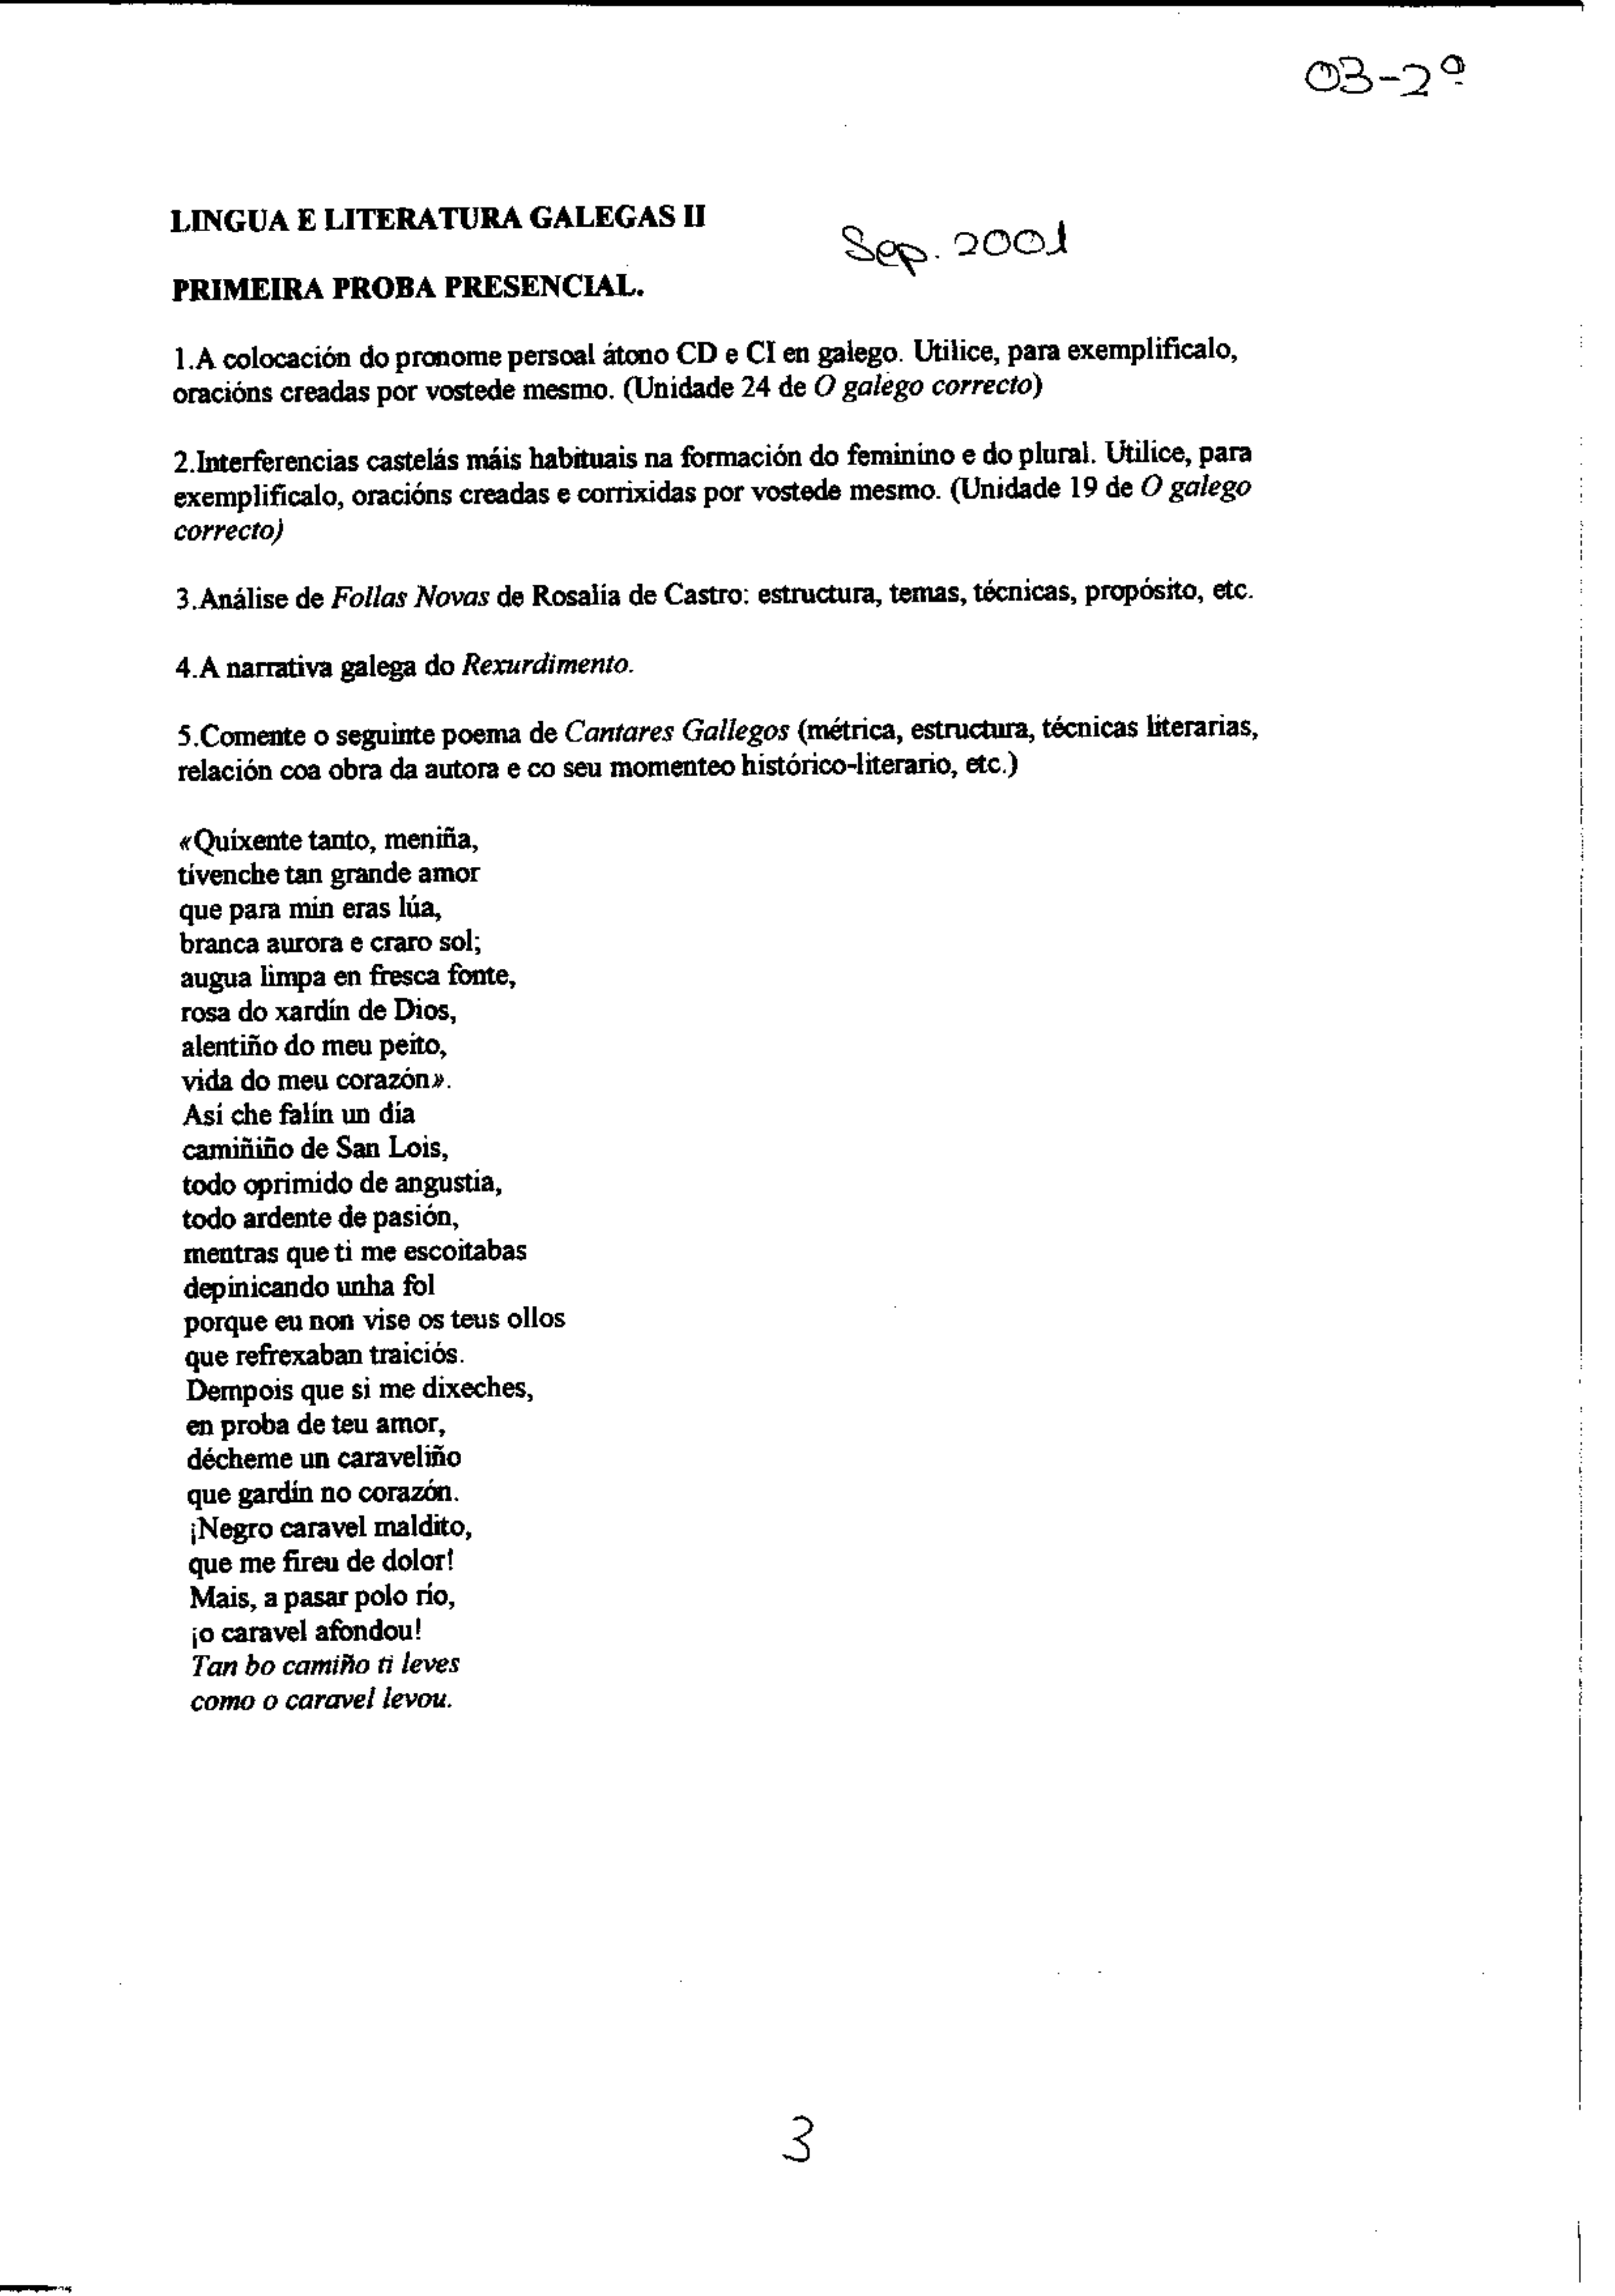 03-2º
LINGUA E LITERATURA GALEGAS II
Sep. 2001
PRIMEIRA PROBA PRESENCIAL.
1.A colocación do pronome persoal átono CD e CI en galego. Utilice, para exemplificalo,
oracións creadas por vostede mesmo. (Unidade 24 de O galego correcto)
2.Interferencias castelás máis habituais na formación do feminino e do plural. Utilice, para
exemplificalo, oracións creadas e corrixidas por vostede mesmo. (Unidade 19 de O galego
correcto)
3.Análise de Follas Novas de Rosalía de Castro: estructura, temas, técnicas, propósito, etc.
4.A narrativa galega do Rexurdimento.
5.Comente o seguinte poema de Cantares Gallegos (métrica, estructura, técnicas literarias,
relación coa obra da autora e co seu momenteo histórico-literario, etc.)
«Quíxente tanto, meniña,
tívenche tan grande amor
que para min eras lúa,
branca aurora e craro sol;
augua limpa en fresca fonte,
rosa do xardín de Dios,
alentiño do meu peito,
vida do meu corazón».
Así che falín un día
camiñiño de San Lois,
todo oprimido de angustia,
todo ardente de pasión,
mentras que ti me escoitabas
depinicando unha fol
porque eu non vise os teus ollos
que refrexaban traiciós.
Dempois que si me dixeches,
en proba de teu amor,
décheme un caraveliño
que gardín no corazón.
¡Negro caravel maldito,
que me fireu de dolor!
Mais, a pasar polo río,
¡o caravel afondou!
Tan bo camiño ti leves
como o caravel levou.
3